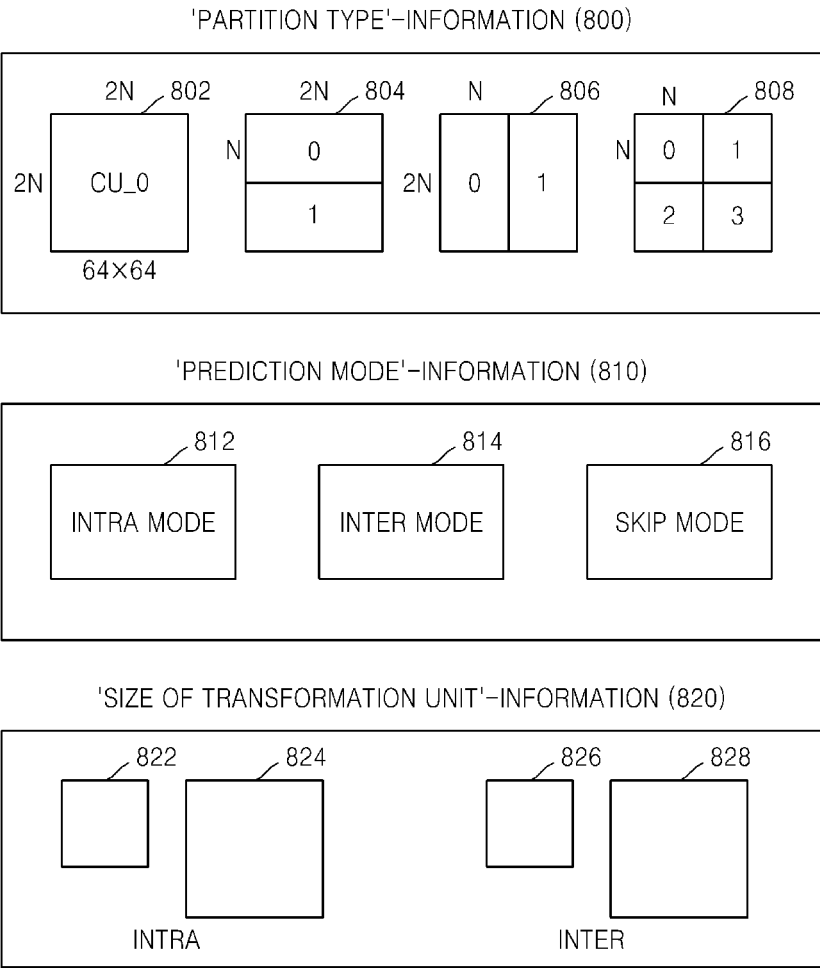 'PARTITION TYPE'-INFORMATION (800)
2N 802 2N 804 N 806 N 808
2N CU_0 N 0 1 2N 0 1 N 0 1 2 3
64×64
'PREDICTION MODE'-INFORMATION (810)
812 814 816
INTRA MODE INTER MODE SKIP MODE
'SIZE OF TRANSFORMATION UNIT'-INFORMATION (820)
822 824 826 828
INTRA INTER